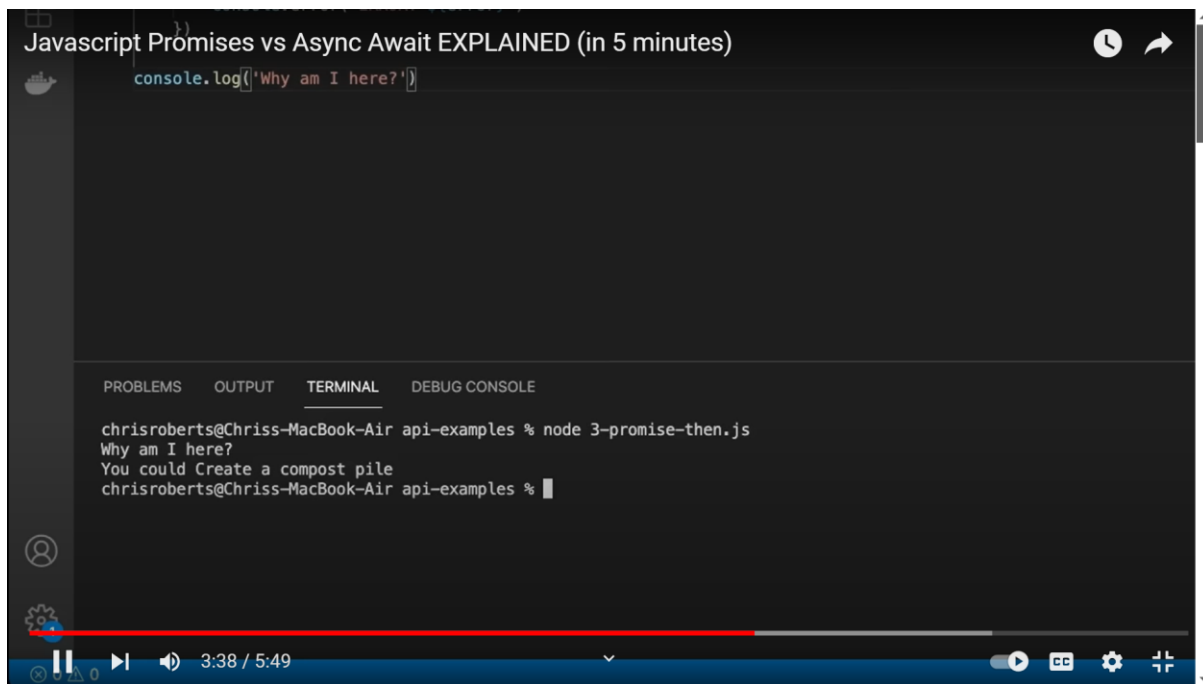 })
Javascript Promises vs Async Await EXPLAINED (in 5 minutes)
console.log('Why am I here?')
PROBLEMS OUTPUT TERMINAL DEBUG CONSOLE
chrisroberts@Chriss-MacBook-Air api-examples % node 3-promise-then.js
Why am I here?
You could Create a compost pile
chrisroberts@Chriss-MacBook-Air api-examples %
3:38 / 5:49
CC
0